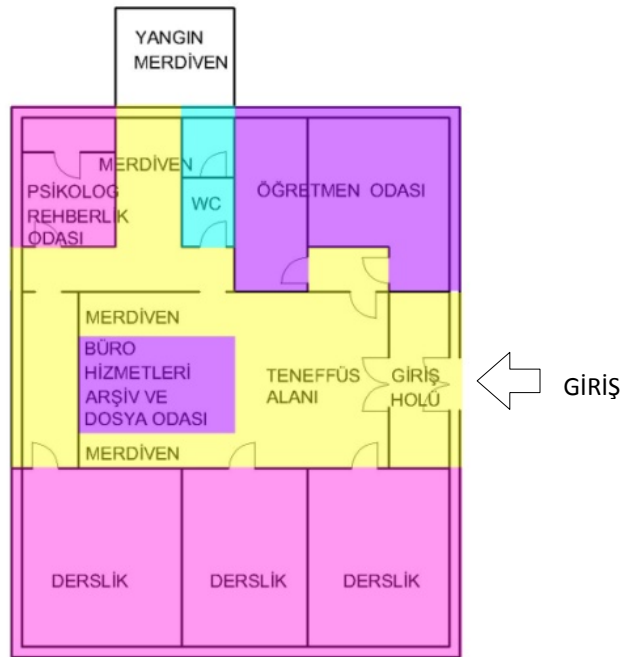 YANGIN
MERDİVEN
MERDİVEN
PSİKOLOG
REHBERLİK
ODASI
WC
ÖĞRETMEN ODASI
MERDİVEN
BÜRO
HİZMETLERİ
ARŞİV VE
DOSYA ODASI
TENEFFÜS
ALANI
GİRİŞ
HOLÜ
GİRİŞ
MERDİVEN
DERSLİK
DERSLİK
DERSLİK